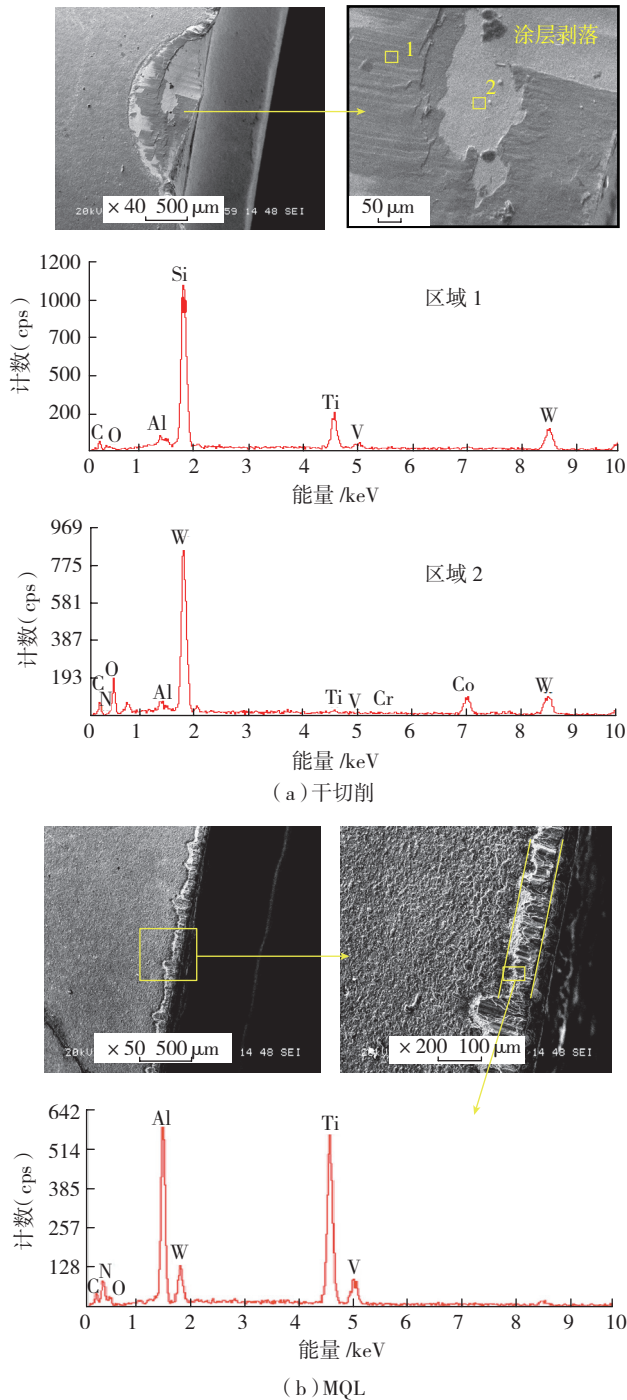 1
涂层剥落
2
20kV × 40 500 μm 59 14 48 SEI
50 μm
1200
1000
700
500
200
计数(cps)
Si
区域 1
C O Al Ti V W
0 1 2 3 4 5 6 7 8 9 10
能量 /keV
969
775
581
387
193
计数(cps)
W
区域 2
C N O Al Ti V Cr Co W
0 1 2 3 4 5 6 7 8 9 10
能量 /keV
(a)干切削
20kV × 50 500 μm 14 48 SEI
× 200 100 μm 14 48 SEI
642
514
385
257
128
计数(cps)
Al Ti
C N O W V
0 1 2 3 4 5 6 7 8 9 10
能量 /keV
(b)MQL